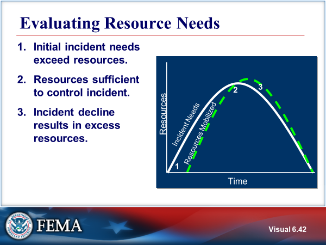 Evaluating Resource Needs
1. Initial incident needs
exceed resources.
2. Resources sufficient
to control incident.
3. Incident decline
results in excess
resources.
Resources
Incident Needs
Resources Mobilized
1
2
3
Time
FEMA
Visual 6.42